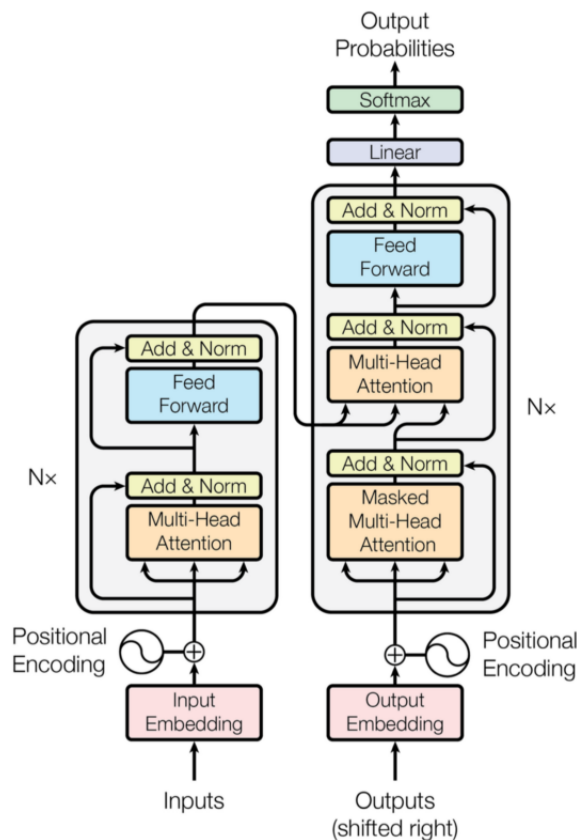 Output
Probabilities
Softmax
Linear
Add & Norm
Feed
Forward
Add & Norm
Multi-Head
Attention
Add & Norm
Masked
Multi-Head
Attention
N×
Add & Norm
Feed
Forward
Add & Norm
Multi-Head
Attention
N×
Positional
Encoding
Positional
Encoding
Input
Embedding
Output
Embedding
Inputs
Outputs
(shifted right)